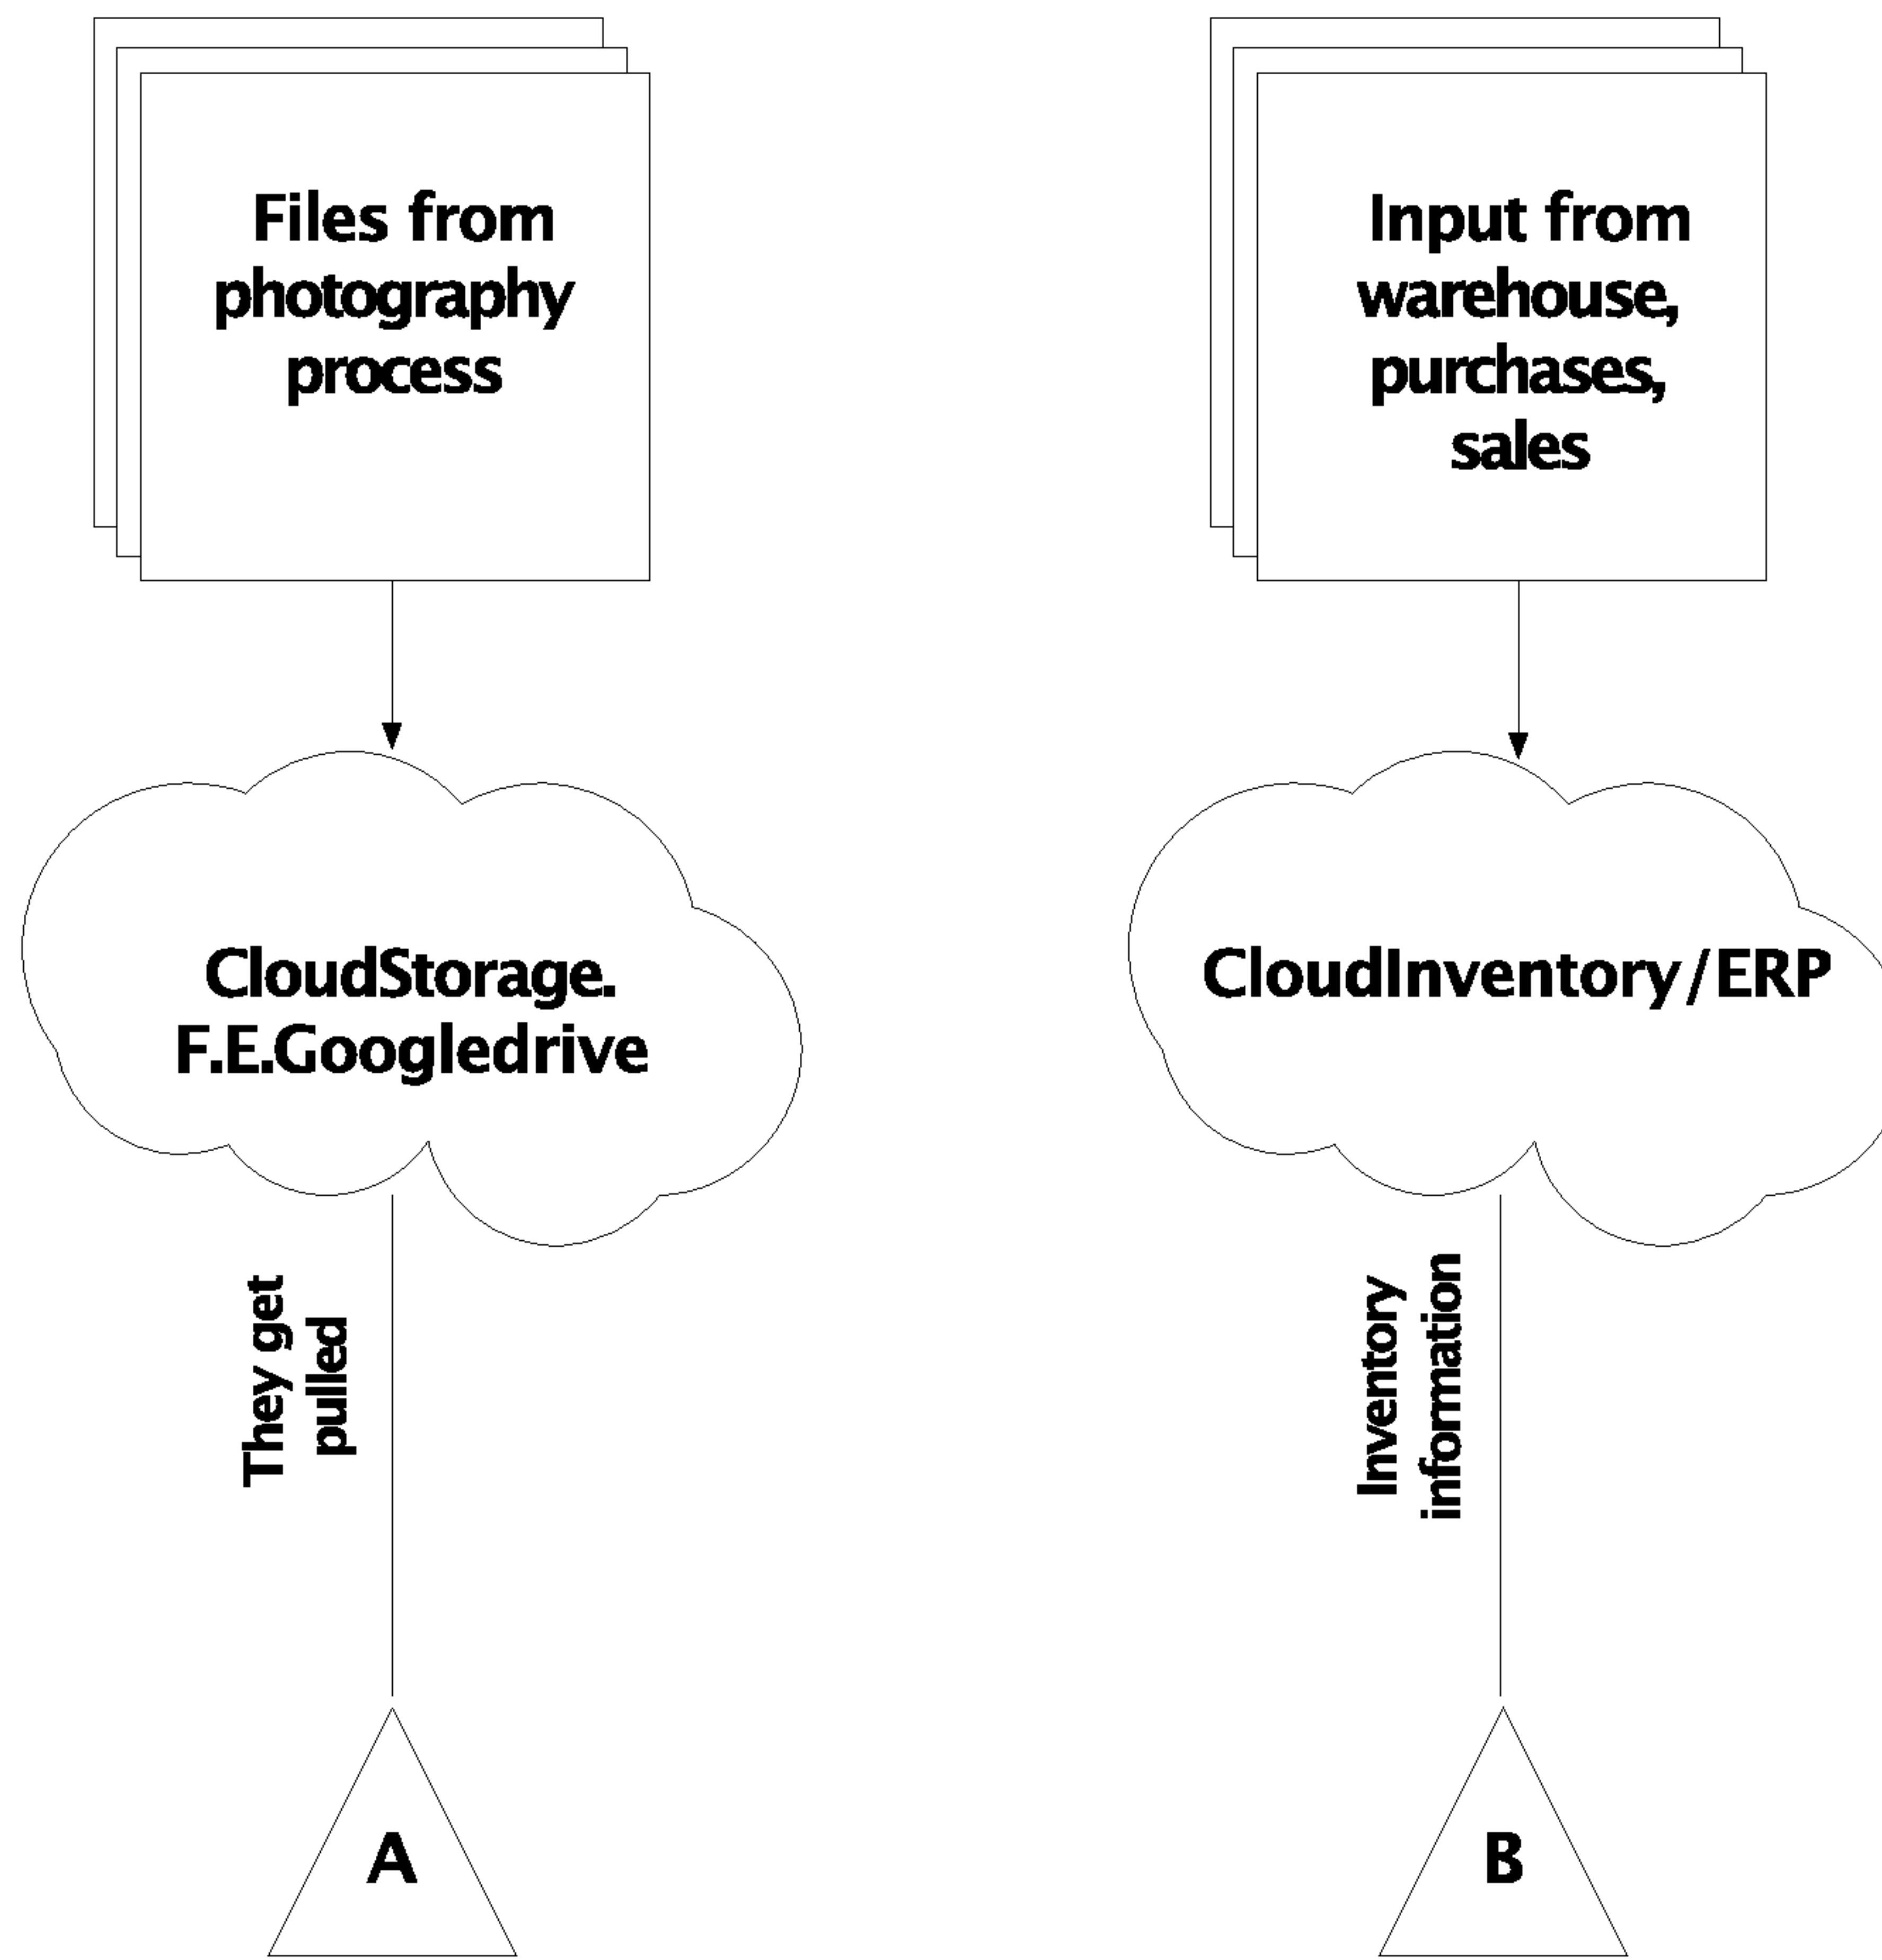 Files from
photography
process
Input from
warehouse,
purchases,
sales
CloudStorage.
F.E.Googledrive
CloudInventory/ERP
They get
pulled
Inventory
information
A
B